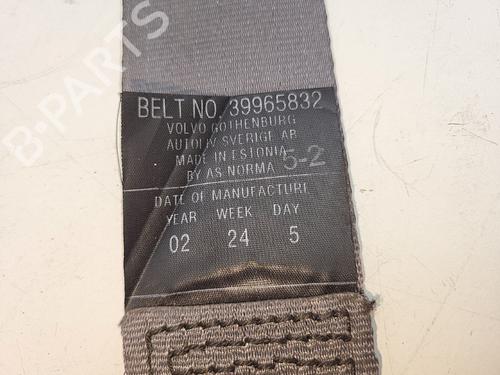 BELT NO 39965832
VOLVO GOTHENBURG
AUTOLIV SVERIGE AB
MADE IN ESTONIA
BY AS NORMA 5-2
DATE OF MANUFACTURE
YEAR WEEK DAY
02 24 5
B-PARTS